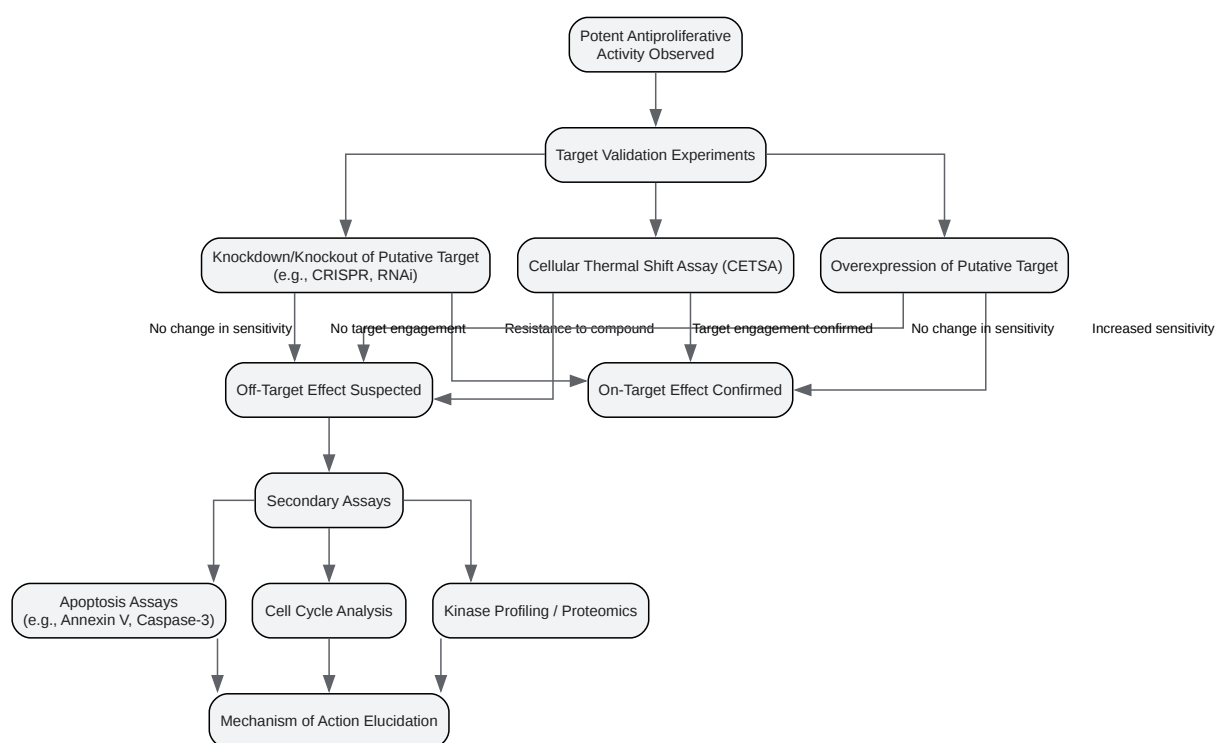 Potent Antiproliferative
Activity Observed
Target Validation Experiments
Knockdown/Knockout of Putative Target
(e.g., CRISPR, RNAi)
Cellular Thermal Shift Assay (CETSA)
Overexpression of Putative Target
No change in sensitivity
No target engagement
Resistance to compound
Target engagement confirmed
No change in sensitivity
Increased sensitivity
Off-Target Effect Suspected
On-Target Effect Confirmed
Secondary Assays
Apoptosis Assays
(e.g., Annexin V, Caspase-3)
Cell Cycle Analysis
Kinase Profiling / Proteomics
Mechanism of Action Elucidation